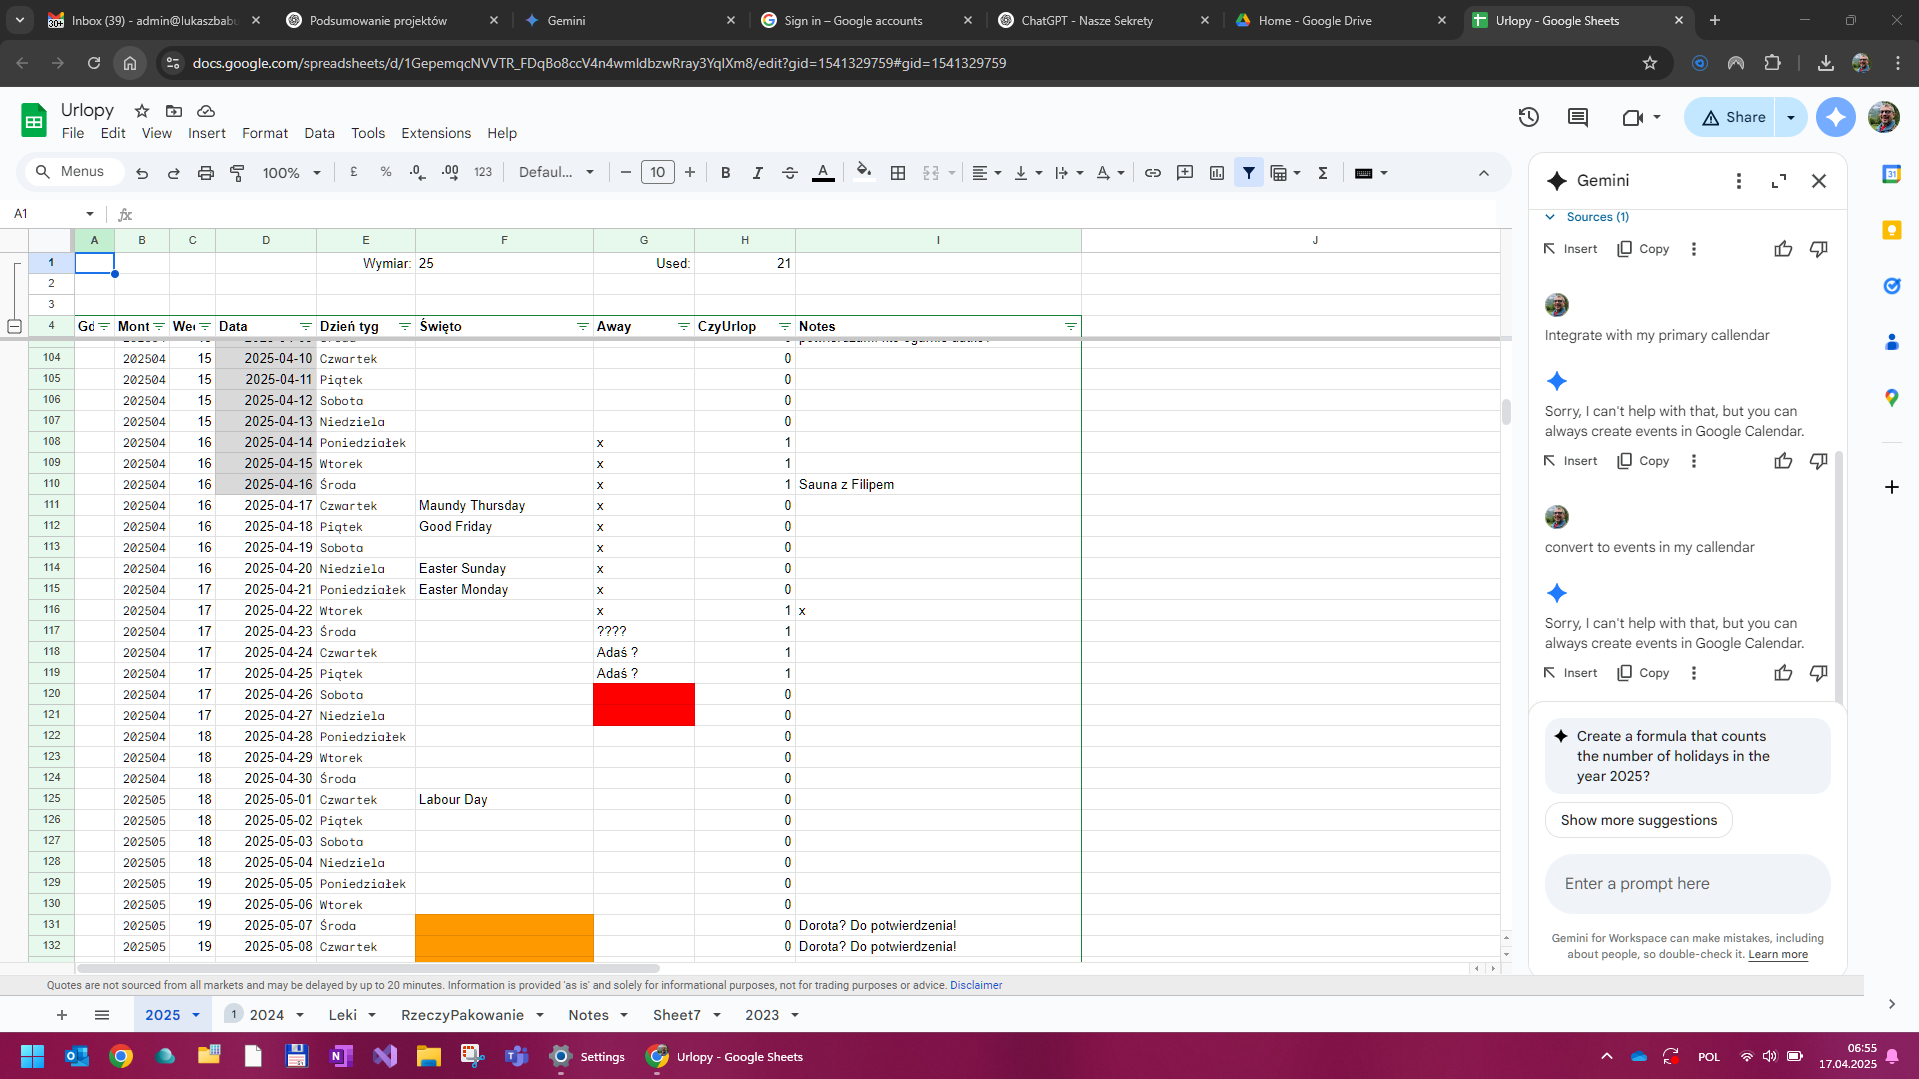 Inbox (39) - admin@lukaszbabu
Podsumowanie projektów
Gemini
Sign in – Google accounts
ChatGPT - Nasze Sekrety
Home - Google Drive
Urlopy - Google Sheets
docs.google.com/spreadsheets/d/1GepemqcNVVTR_FDqBo8ccV4n4wmldbzwRray3YqlXm8/edit?gid=1541329759#gid=1541329759
Urlopy
File Edit View Insert Format Data Tools Extensions Help
Share
Menus 100% £ % .0 .00 123 Defaul... 10 B I A
A1 fx
A B C D E F G H I J
1 Wymiar: 25 Used: 21
2
3
4 Gd Mont Wee Data Dzień tyg Święto Away CzyUrlop Notes
104 202504 15 2025-04-10 Czwartek 0
105 202504 15 2025-04-11 Piątek 0
106 202504 15 2025-04-12 Sobota 0
107 202504 15 2025-04-13 Niedziela 0
108 202504 16 2025-04-14 Poniedziałek x 1
109 202504 16 2025-04-15 Wtorek x 1
110 202504 16 2025-04-16 Środa x 1 Sauna z Filipem
111 202504 16 2025-04-17 Czwartek Maundy Thursday x 0
112 202504 16 2025-04-18 Piątek Good Friday x 0
113 202504 16 2025-04-19 Sobota x 0
114 202504 16 2025-04-20 Niedziela Easter Sunday x 0
115 202504 17 2025-04-21 Poniedziałek Easter Monday x 0
116 202504 17 2025-04-22 Wtorek x 1 x
117 202504 17 2025-04-23 Środa ???? 1
118 202504 17 2025-04-24 Czwartek Adaś ? 1
119 202504 17 2025-04-25 Piątek Adaś ? 1
120 202504 17 2025-04-26 Sobota 0
121 202504 17 2025-04-27 Niedziela 0
122 202504 18 2025-04-28 Poniedziałek 0
123 202504 18 2025-04-29 Wtorek 0
124 202504 18 2025-04-30 Środa 0
125 202505 18 2025-05-01 Czwartek Labour Day 0
126 202505 18 2025-05-02 Piątek 0
127 202505 18 2025-05-03 Sobota 0
128 202505 18 2025-05-04 Niedziela 0
129 202505 19 2025-05-05 Poniedziałek 0
130 202505 19 2025-05-06 Wtorek 0
131 202505 19 2025-05-07 Środa 0 Dorota? Do potwierdzenia!
132 202505 19 2025-05-08 Czwartek 0 Dorota? Do potwierdzenia!
Quotes are not sourced from all markets and may be delayed by up to 20 minutes. Information is provided 'as is' and solely for informational purposes, not for trading purposes or advice. Disclaimer
2025 1 2024 Leki RzeczyPakowanie Notes Sheet7 2023
Gemini
Sources (1)
Insert Copy
Integrate with my primary callendar
Sorry, I can't help with that, but you can
always create events in Google Calendar.
Insert Copy
convert to events in my callendar
Sorry, I can't help with that, but you can
always create events in Google Calendar.
Insert Copy
Create a formula that counts
the number of holidays in the
year 2025?
Show more suggestions
Enter a prompt here
Gemini for Workspace can make mistakes, including
about people, so double-check it. Learn more
31
Settings
Urlopy - Google Sheets
POL
06:55
17.04.2025